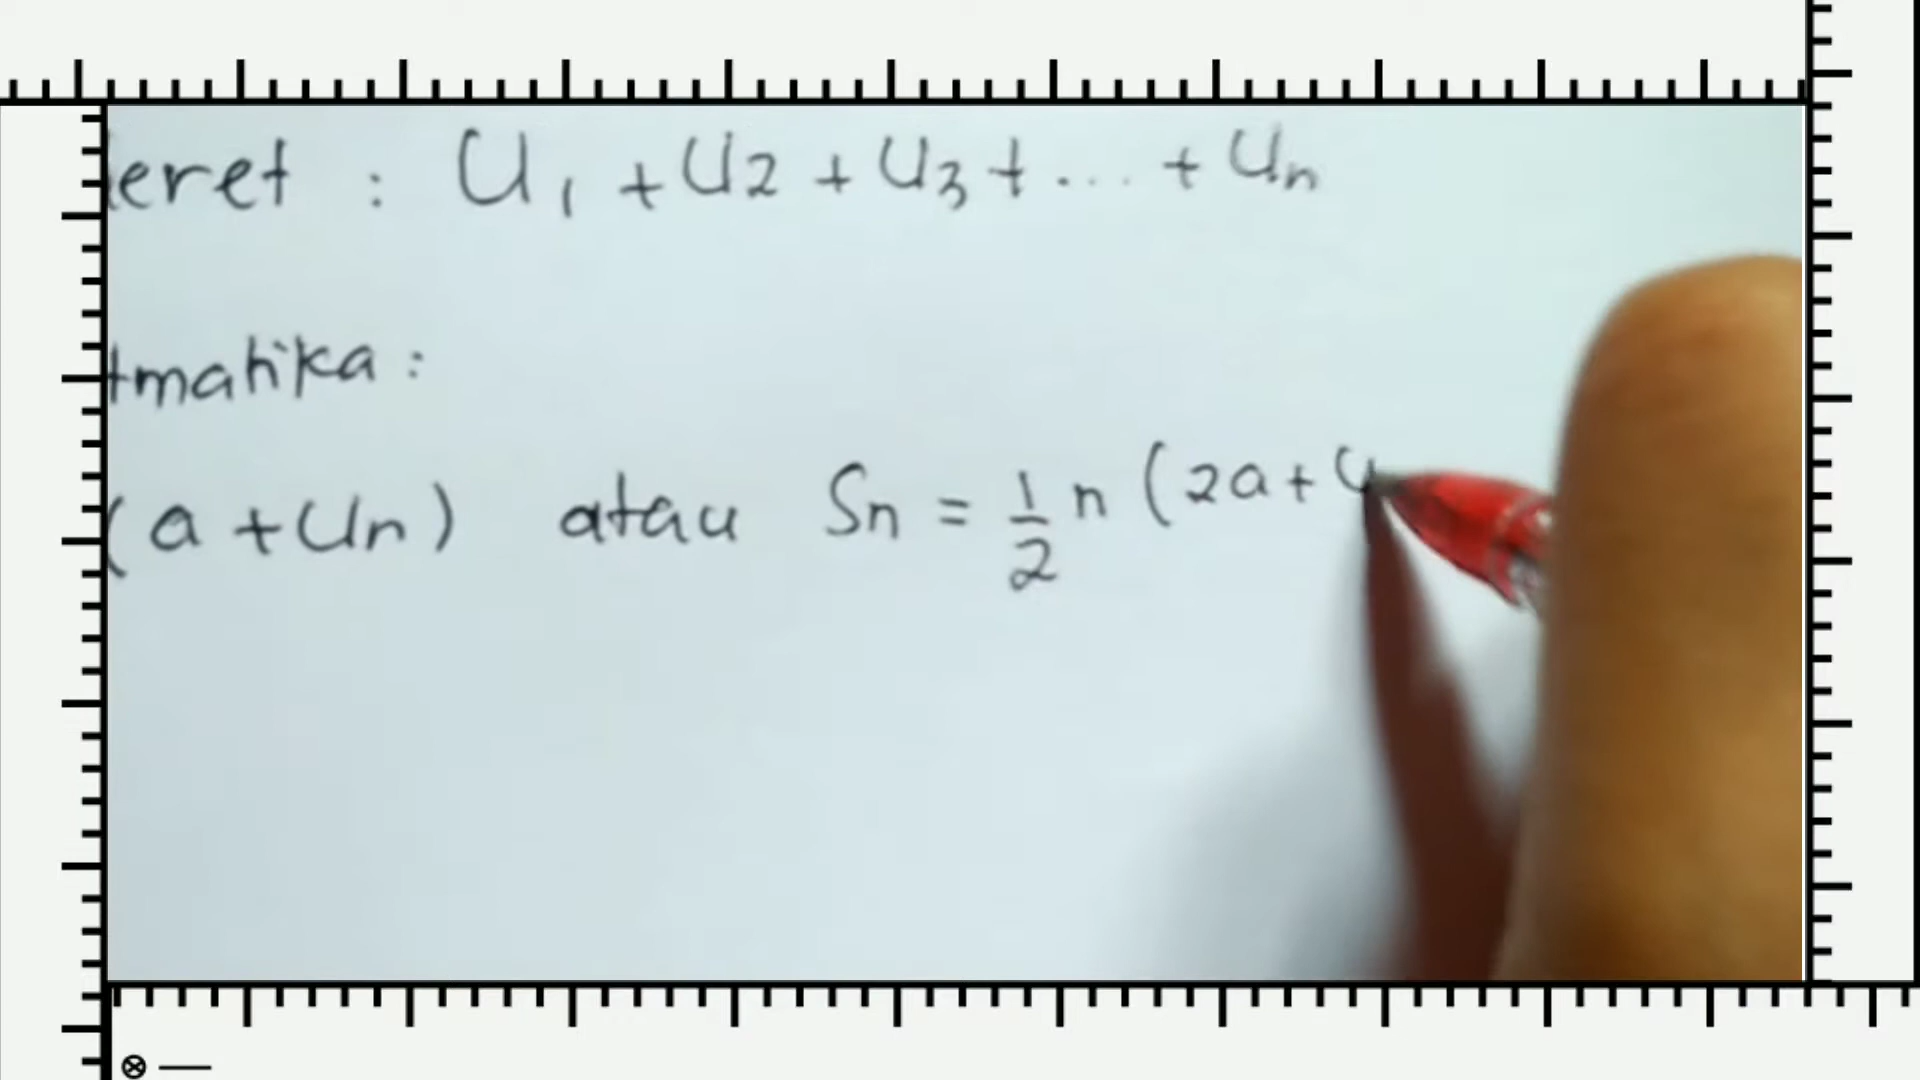 eret : U1 + U2 + U3 + ... + Un
tmatika :
(a + Un) atau Sn = 1/2 n (2a +